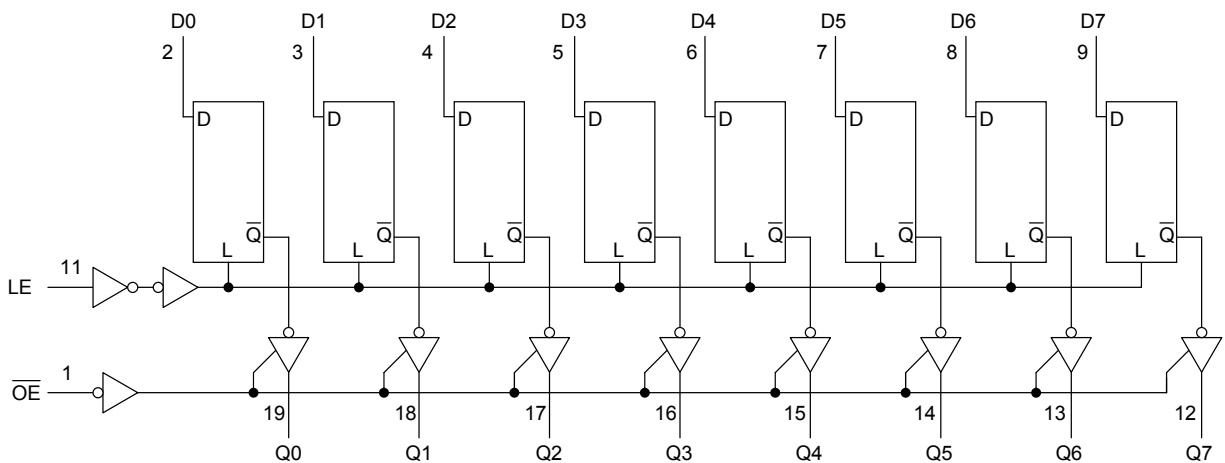 D0 D1 D2 D3 D4 D5 D6 D7
2 3 4 5 6 7 8 9
D D D D D D D D
Q̅ Q̅ Q̅ Q̅ Q̅ Q̅ Q̅ Q̅
L L L L L L L L
11
LE
1
O̅E̅
19 18 17 16 15 14 13 12
Q0 Q1 Q2 Q3 Q4 Q5 Q6 Q7